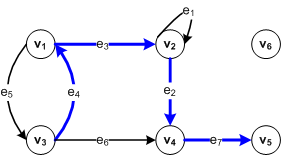 e₁
v₁ e₃ v₂ v₆
e₅ e₄ e₂
v₃ e₆ v₄ e₇ v₅